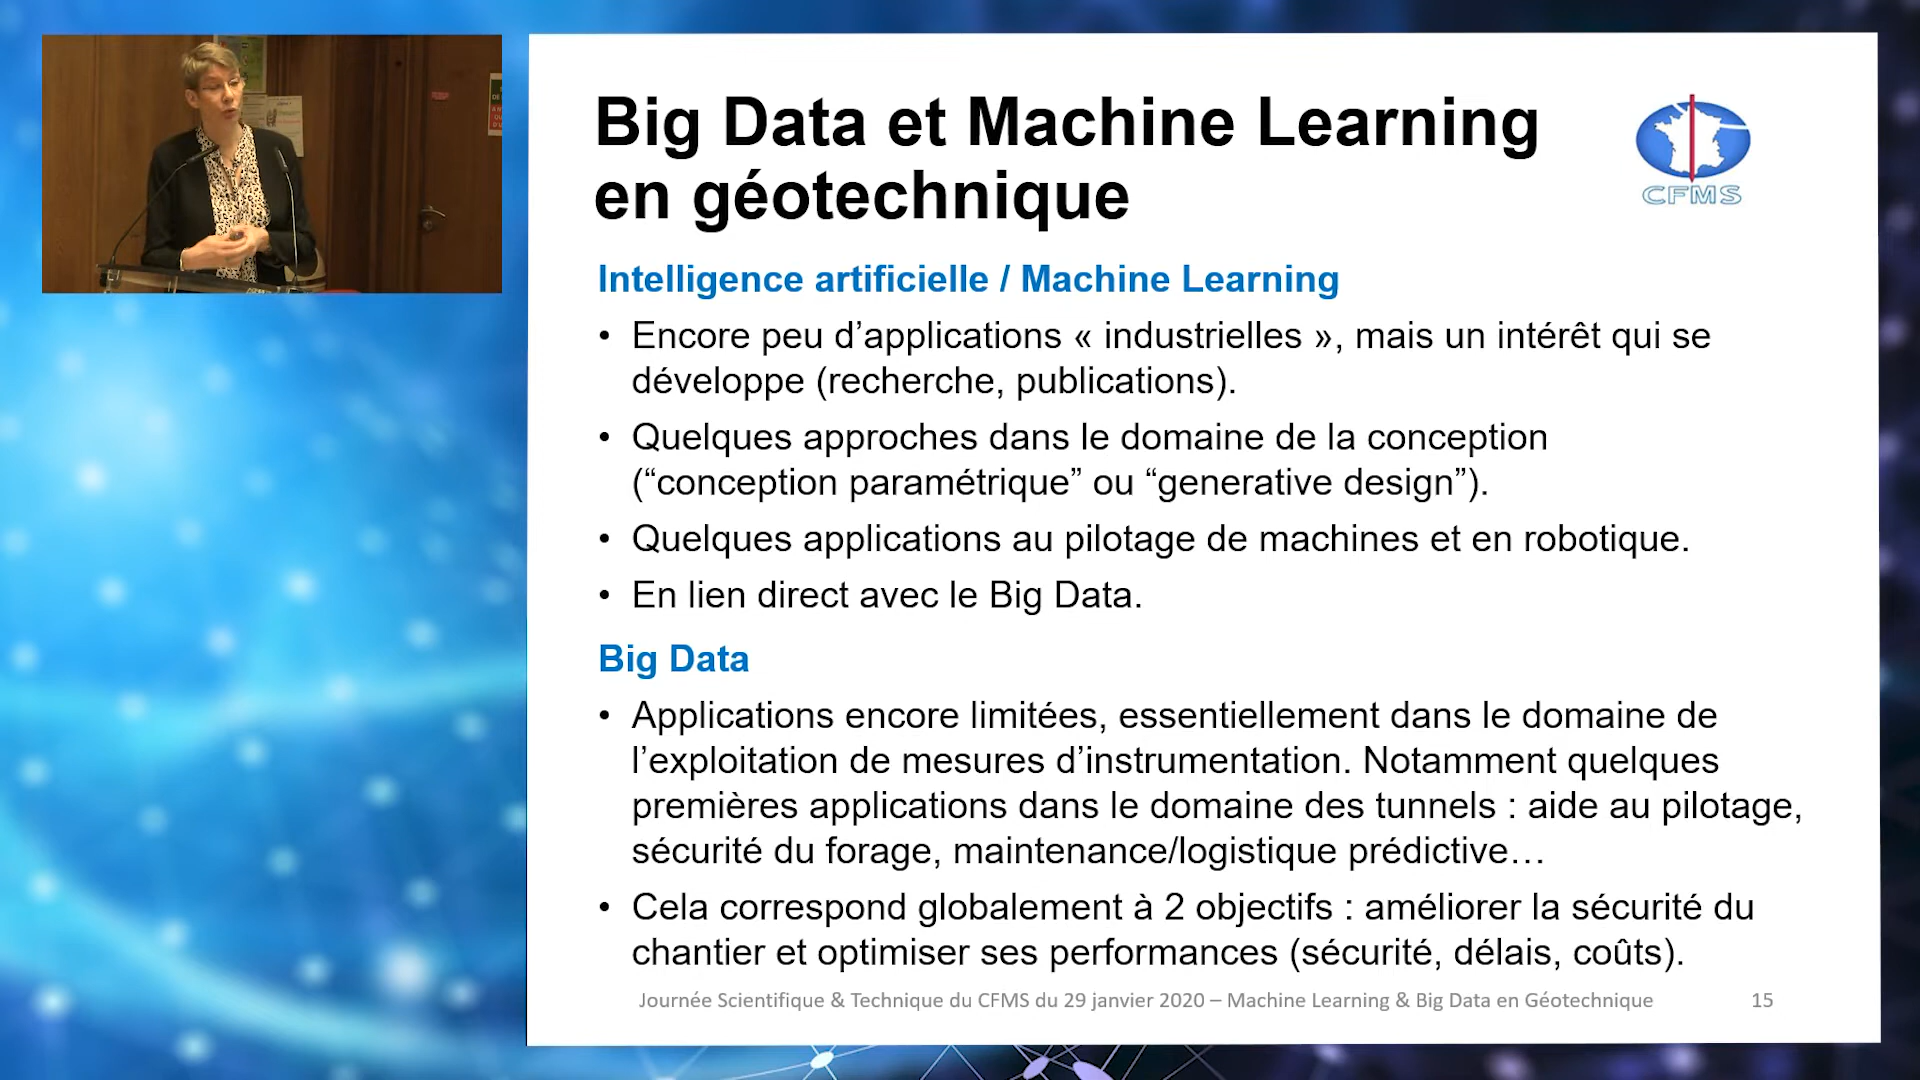 Big Data et Machine Learning
en géotechnique
CFMS
Intelligence artificielle / Machine Learning
• Encore peu d’applications « industrielles », mais un intérêt qui se
développe (recherche, publications).
• Quelques approches dans le domaine de la conception
(“conception paramétrique” ou “generative design”).
• Quelques applications au pilotage de machines et en robotique.
• En lien direct avec le Big Data.
Big Data
• Applications encore limitées, essentiellement dans le domaine de
l’exploitation de mesures d’instrumentation. Notamment quelques
premières applications dans le domaine des tunnels : aide au pilotage,
sécurité du forage, maintenance/logistique prédictive…
• Cela correspond globalement à 2 objectifs : améliorer la sécurité du
chantier et optimiser ses performances (sécurité, délais, coûts).
Journée Scientifique & Technique du CFMS du 29 janvier 2020 – Machine Learning & Big Data en Géotechnique 15